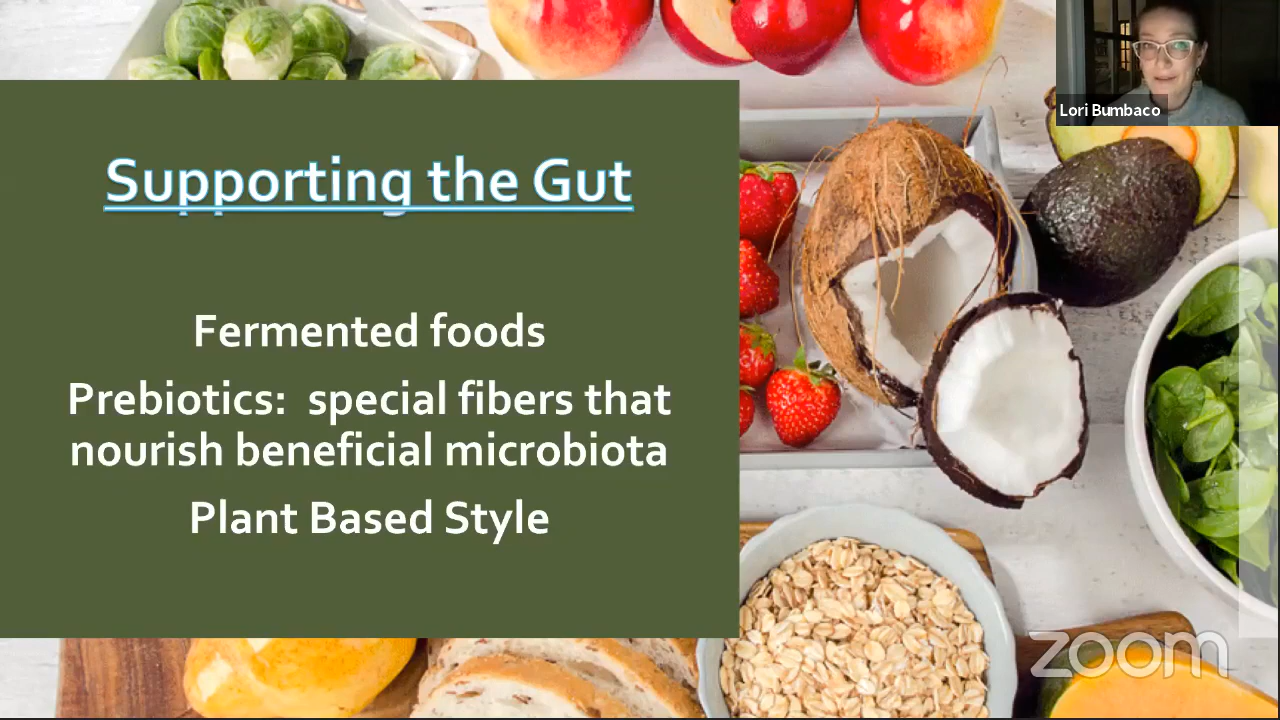 Lori Bumbaco
Supporting the Gut
Fermented foods
Prebiotics:  special fibers that
nourish beneficial microbiota
Plant Based Style
zoom